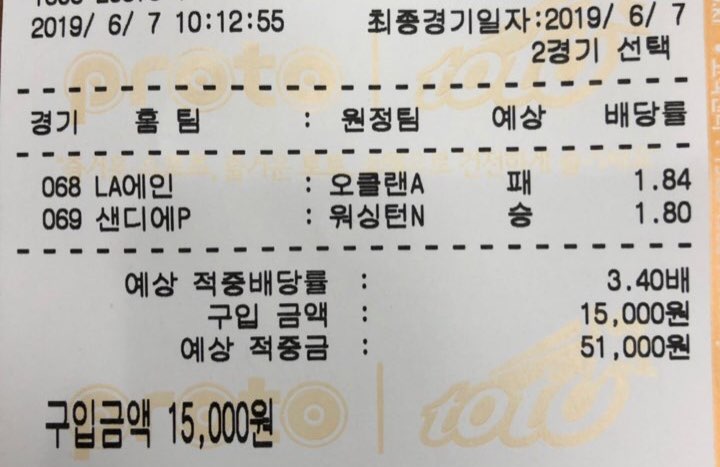 2019/ 6/ 7 10:12:55 최종경기일자:2019/ 6/ 7
2경기 선택
경기 홈 팀 : 원정팀 예상 배당률
068 LA에인 : 오클랜A 패 1.84
069 샌디에P : 워싱턴N 승 1.80
예상 적중배당률 : 3.40배
구입 금액 : 15,000원
예상 적중금 : 51,000원
구입금액 15,000원
proto toto
proto toto